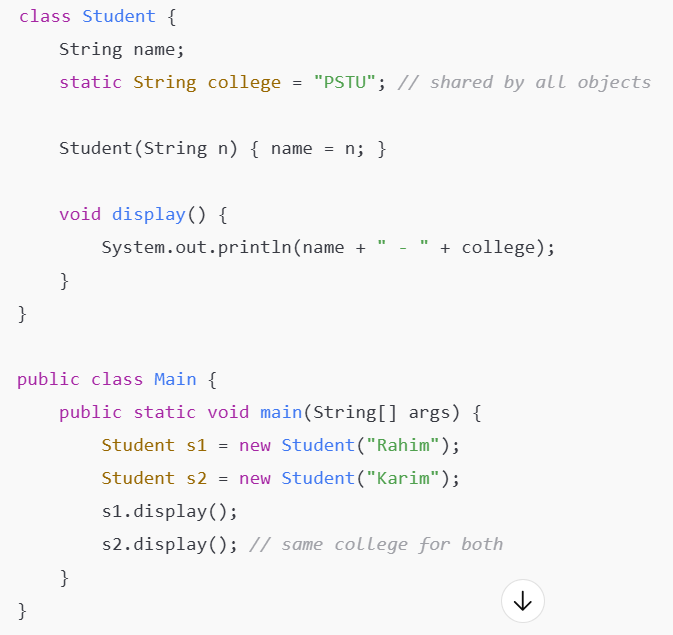 class Student {
    String name;
    static String college = "PSTU"; // shared by all objects

    Student(String n) { name = n; }

    void display() {
        System.out.println(name + " - " + college);
    }
}

public class Main {
    public static void main(String[] args) {
        Student s1 = new Student("Rahim");
        Student s2 = new Student("Karim");
        s1.display();
        s2.display(); // same college for both
    }
}